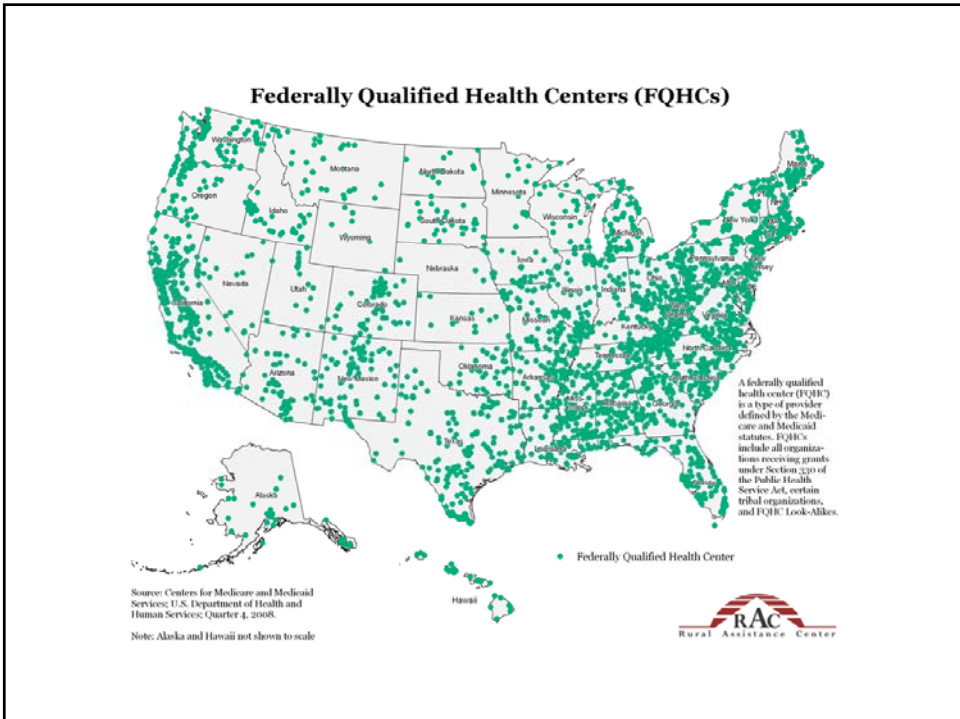 Federally Qualified Health Centers (FQHCs)
Washington
Montana
North Dakota
Minnesota
Maine
Oregon
Idaho
South Dakota
Wisconsin
Michigan
New York
Wyoming
Iowa
Pennsylvania
Nebraska
Nevada
Utah
Colorado
Illinois
Indiana
Ohio
California
Kansas
Missouri
Kentucky
Virginia
North Carolina
Tennessee
Arizona
New Mexico
Oklahoma
Arkansas
Alabama
Georgia
Texas
A federally qualified
health center (FQHC)
is a type of provider
defined by the Medi-
care and Medicaid
statutes. FQHCs
include all organiza-
tions receiving grants
under Section 330 of
the Public Health
Service Act, certain
tribal organizations,
and FQHC Look-Alikes.
Alaska
Hawaii
Federally Qualified Health Center
Source: Centers for Medicare and Medicaid
Services; U.S. Department of Health and
Human Services; Quarter 4, 2008.
Note: Alaska and Hawaii not shown to scale
RAC
Rural Assistance Center